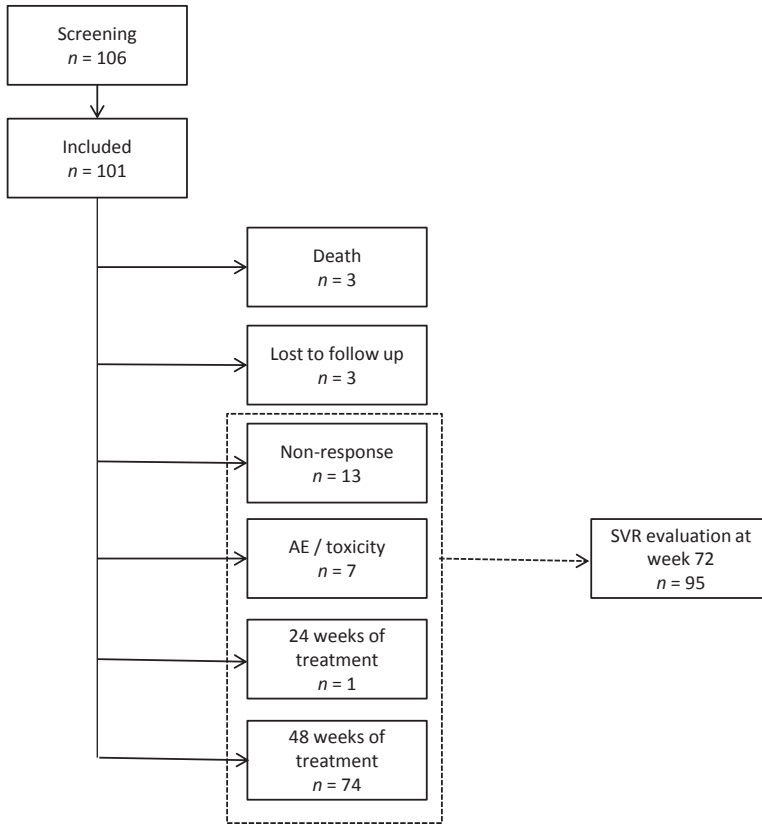 Screening
n = 106
Included
n = 101
Death
n = 3
Lost to follow up
n = 3
Non-response
n = 13
AE / toxicity
n = 7
SVR evaluation at
week 72
n = 95
24 weeks of
treatment
n = 1
48 weeks of
treatment
n = 74